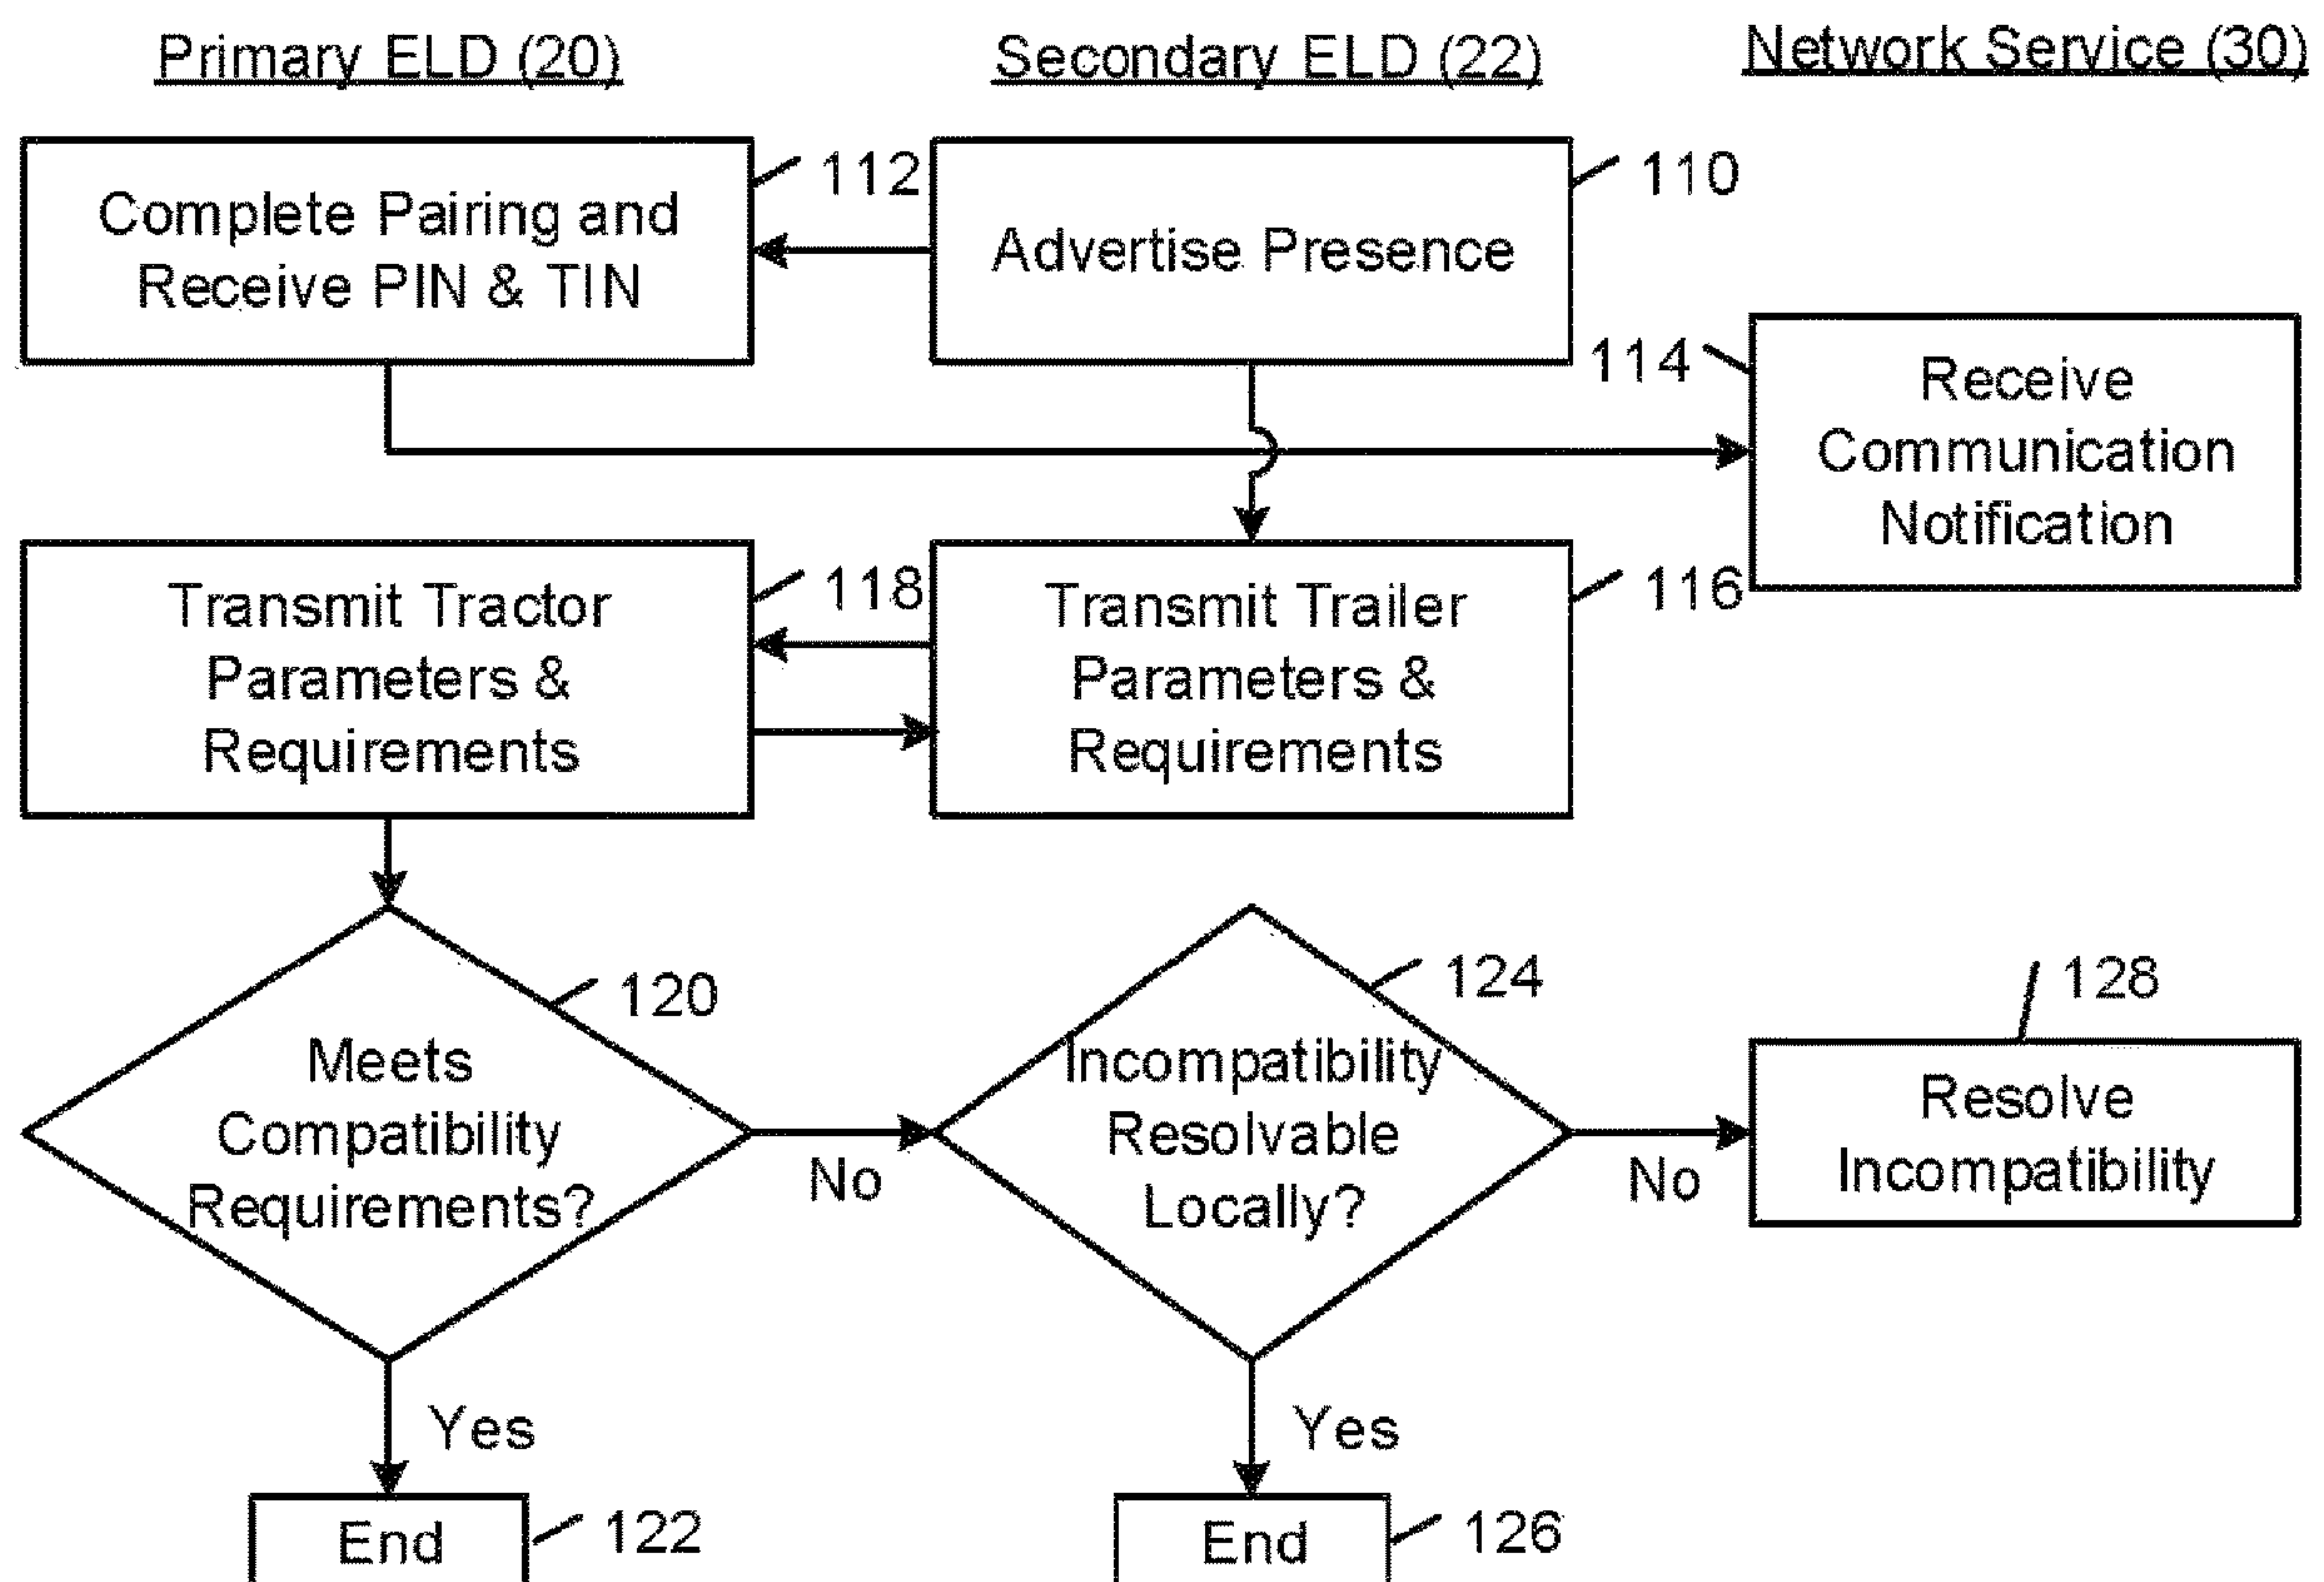 Primary ELD (20)
Secondary ELD (22)
Network Service (30)
Complete Pairing and
Receive PIN & TIN
112
Advertise Presence
110
114
Receive
Communication
Notification
Transmit Tractor
Parameters &
Requirements
118
Transmit Trailer
Parameters &
Requirements
116
Meets
Compatibility
Requirements?
120
No
Incompatibility
Resolvable
Locally?
124
No
Resolve
Incompatibility
128
Yes
Yes
End
122
End
126